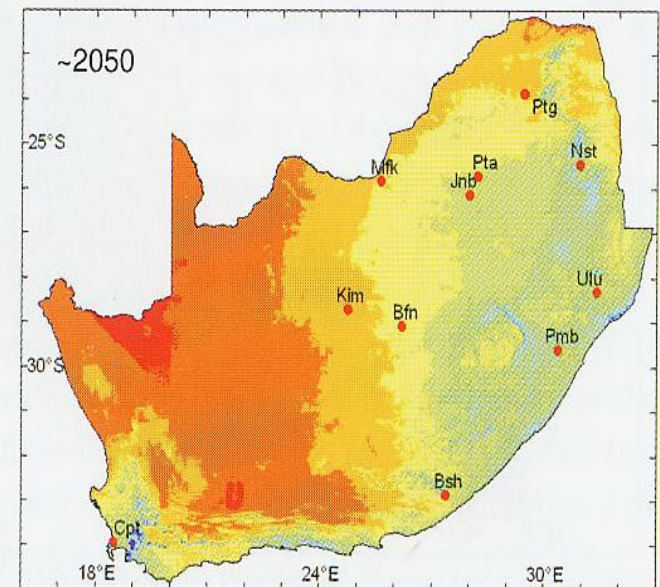 ~2050
Ptg
25°S
Mfk
Pta
Nst
Jnb
Ulu
Kim
Bfn
Pmb
30°S
Bsh
Cpt
18°E
24°E
30°E